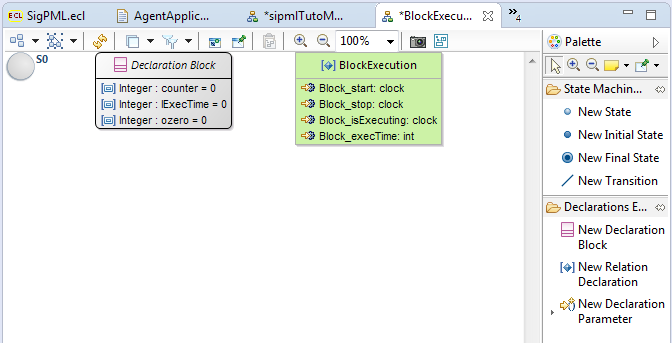 ECL SigPML.ecl
AgentApplic...
*sipmlTutoM...
*BlockExecu...
»4
100%
S0
Declaration Block
Integer : counter = 0
Integer : lExecTime = 0
Integer : ozero = 0
BlockExecution
Block_start: clock
Block_stop: clock
Block_isExecuting: clock
Block_execTime: int
Palette
State Machin...
New State
New Initial State
New Final State
New Transition
Declarations E...
New Declaration
Block
New Relation
Declaration
New Declaration
Parameter